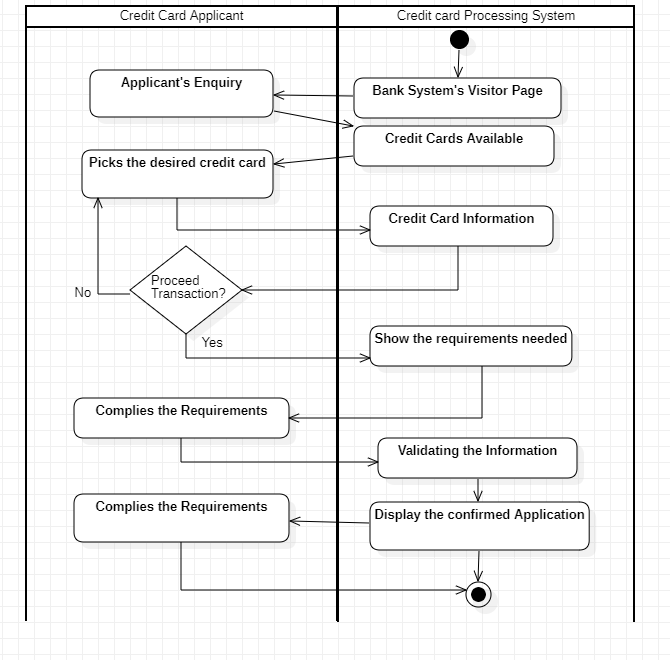 Credit Card Applicant
Credit card Processing System
Applicant's Enquiry
Bank System's Visitor Page
Credit Cards Available
Picks the desired credit card
Credit Card Information
Proceed
Transaction?
No
Yes
Show the requirements needed
Complies the Requirements
Validating the Information
Complies the Requirements
Display the confirmed Application